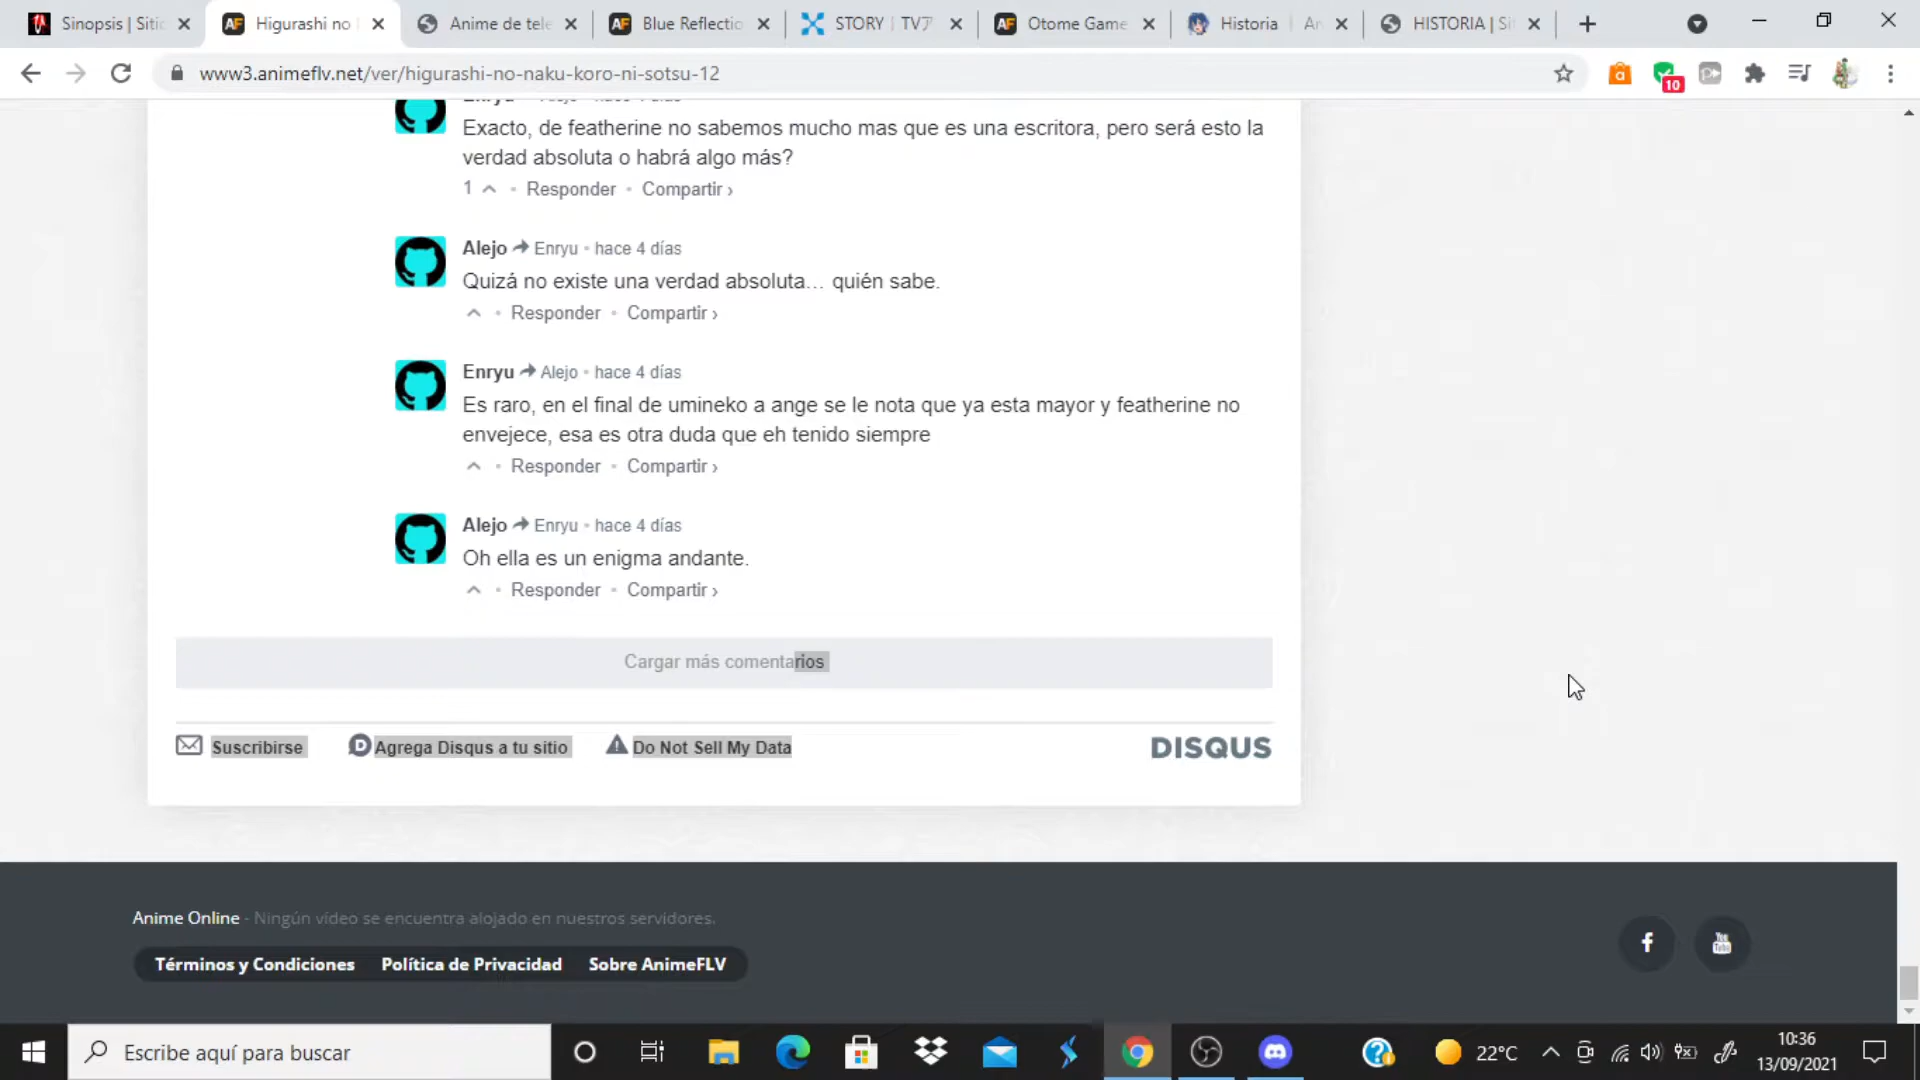 Sinopsis | Sitio
Higurashi no
Anime de tele
Blue Reflectio
STORY | TVア
Otome Game
Historia | An
HISTORIA | Sit
www3.animeflv.net/ver/higurashi-no-naku-koro-ni-sotsu-12
10
Exacto, de featherine no sabemos mucho mas que es una escritora, pero será esto la
verdad absoluta o habrá algo más?
1 • Responder • Compartir ›
Alejo Enryu • hace 4 días
Quizá no existe una verdad absoluta... quién sabe.
• Responder • Compartir ›
Enryu Alejo • hace 4 días
Es raro, en el final de umineko a ange se le nota que ya esta mayor y featherine no
envejece, esa es otra duda que eh tenido siempre
• Responder • Compartir ›
Alejo Enryu • hace 4 días
Oh ella es un enigma andante.
• Responder • Compartir ›
Cargar más comentarios
Suscribirse
Agrega Disqus a tu sitio
Do Not Sell My Data
DISQUS
Anime Online - Ningún vídeo se encuentra alojado en nuestros servidores.
Términos y Condiciones Política de Privacidad Sobre AnimeFLV
Escribe aquí para buscar
22°C
10:36
13/09/2021